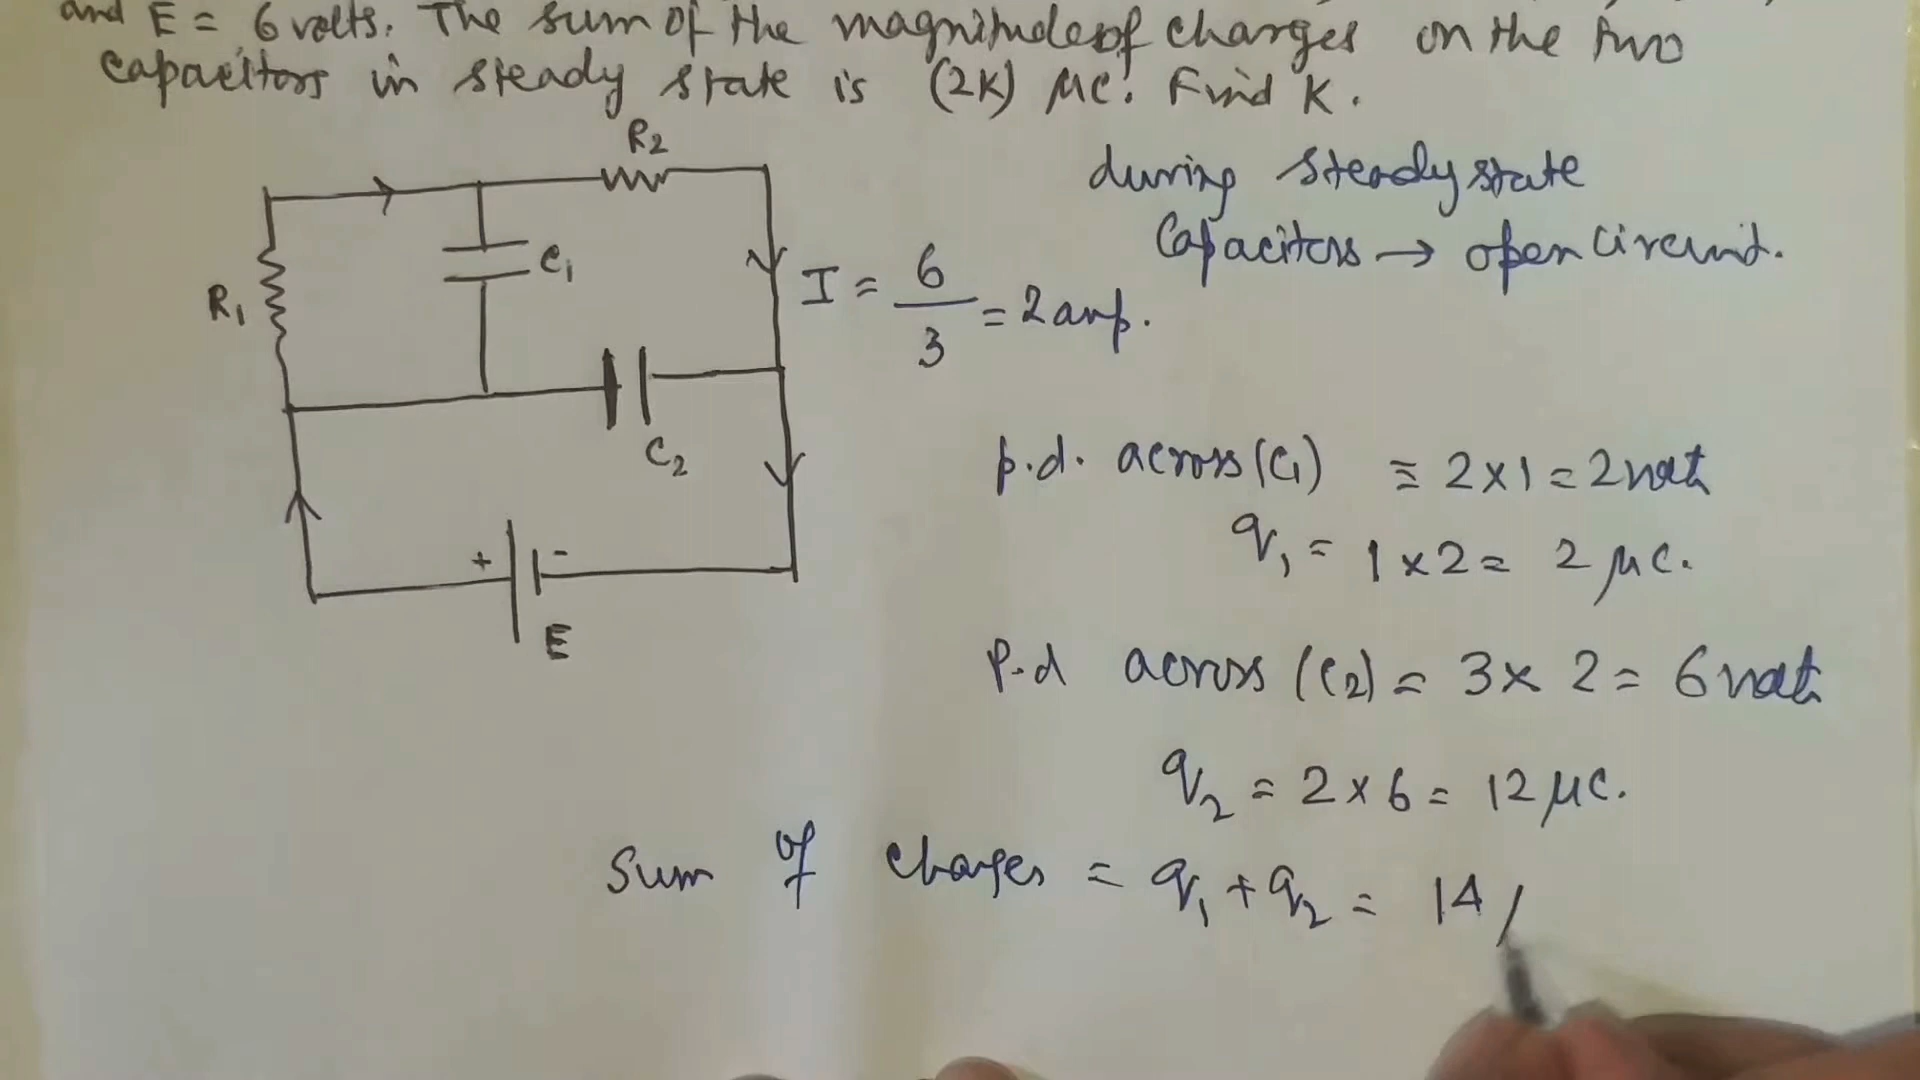 and E = 6 volts. The sum of the magnitude of charges on the two
capacitors in steady state is (2K) μC. Find K.
R2
during steady state
Capacitors → open circuit.
C1
R1
I = 6/3 = 2 amp.
C2
p.d. across (C1) = 2×1 = 2 volt
q1 = 1×2 = 2 μC.
+ -
E
P.d across (C2) = 3× 2 = 6 volt
q2 = 2×6 = 12 μC.
Sum of charges = q1 + q2 = 14